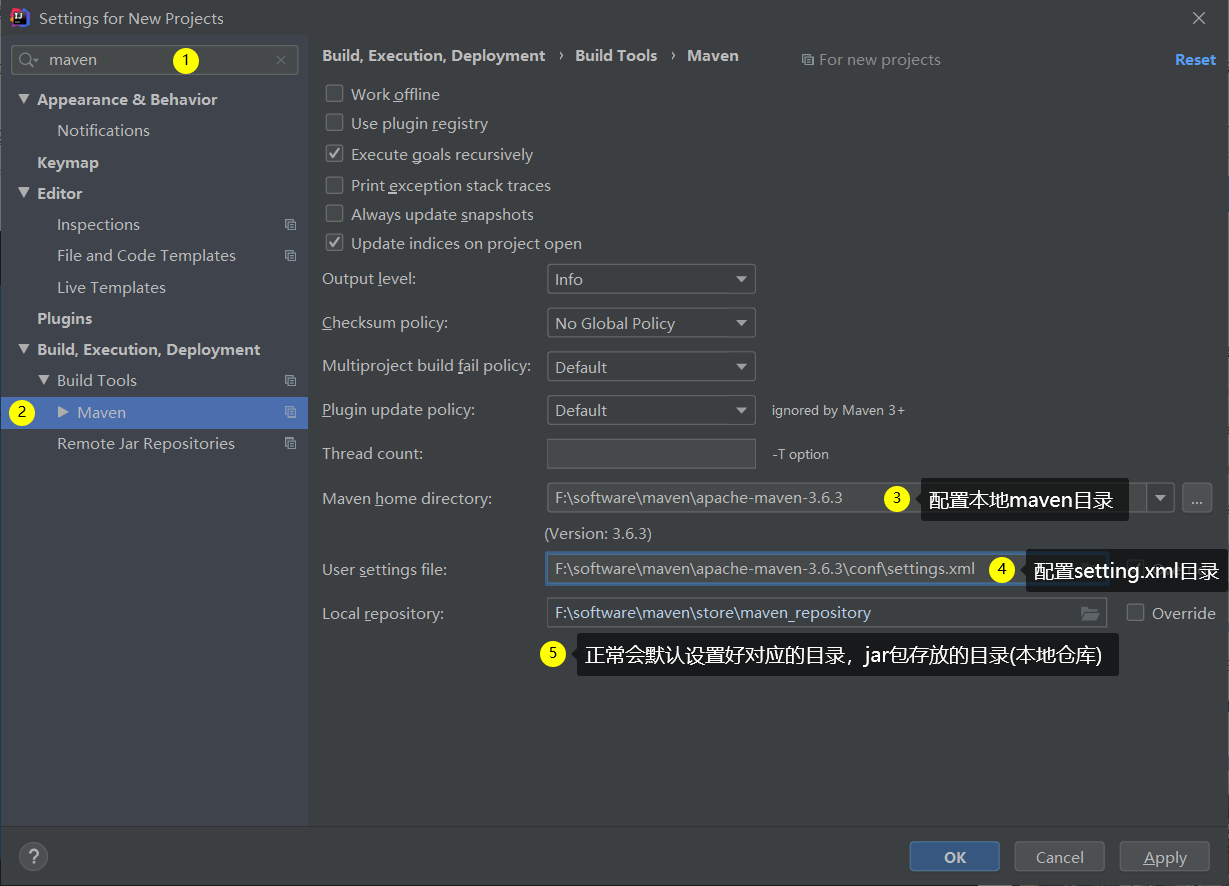 Settings for New Projects
maven
1
Appearance & Behavior
Notifications
Keymap
Editor
Inspections
File and Code Templates
Live Templates
Plugins
Build, Execution, Deployment
Build Tools
2
Maven
Remote Jar Repositories
Build, Execution, Deployment › Build Tools › Maven
For new projects
Reset
Work offline
Use plugin registry
Execute goals recursively
Print exception stack traces
Always update snapshots
Update indices on project open
Output level: Info
Checksum policy: No Global Policy
Multiproject build fail policy: Default
Plugin update policy: Default ignored by Maven 3+
Thread count: -T option
Maven home directory: F:\software\maven\apache-maven-3.6.3 3 配置本地maven目录 ...
(Version: 3.6.3)
User settings file: F:\software\maven\apache-maven-3.6.3\conf\settings.xml 4 配置setting.xml目录
Local repository: F:\software\maven\store\maven_repository Override
5 正常会默认设置好对应的目录，jar包存放的目录(本地仓库)
?
OK
Cancel
Apply